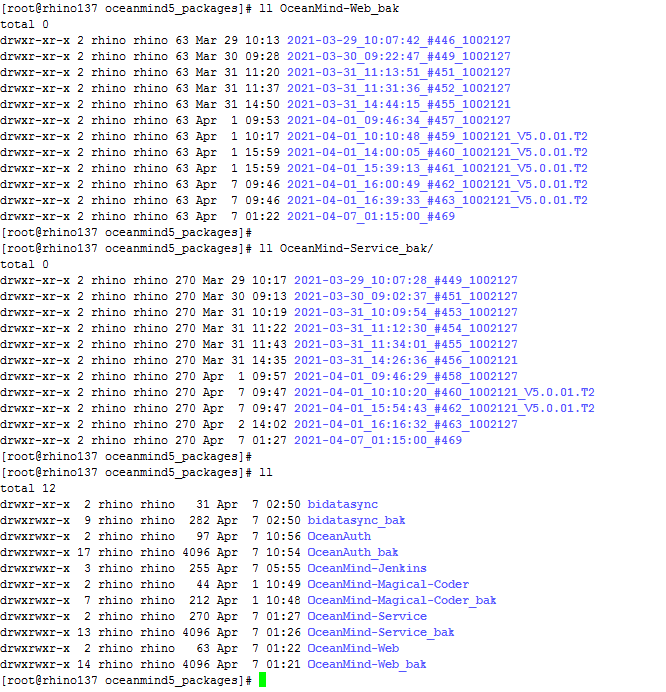 [root@rhino137 oceanmind5_packages]# ll OceanMind-Web_bak
total 0
drwxr-xr-x 2 rhino rhino 63 Mar 29 10:13 2021-03-29_10:07:42_#446_1002127
drwxr-xr-x 2 rhino rhino 63 Mar 30 09:28 2021-03-30_09:22:47_#449_1002127
drwxr-xr-x 2 rhino rhino 63 Mar 31 11:20 2021-03-31_11:13:51_#451_1002127
drwxr-xr-x 2 rhino rhino 63 Mar 31 11:37 2021-03-31_11:31:36_#452_1002127
drwxr-xr-x 2 rhino rhino 63 Mar 31 14:50 2021-03-31_14:44:15_#455_1002121
drwxr-xr-x 2 rhino rhino 63 Apr  1 09:53 2021-04-01_09:46:34_#457_1002127
drwxr-xr-x 2 rhino rhino 63 Apr  1 10:17 2021-04-01_10:10:48_#459_1002121_V5.0.01.T2
drwxr-xr-x 2 rhino rhino 63 Apr  1 15:59 2021-04-01_14:00:05_#460_1002121_V5.0.01.T2
drwxr-xr-x 2 rhino rhino 63 Apr  1 15:59 2021-04-01_15:39:13_#461_1002121_V5.0.01.T2
drwxr-xr-x 2 rhino rhino 63 Apr  7 09:46 2021-04-01_16:00:49_#462_1002121_V5.0.01.T2
drwxr-xr-x 2 rhino rhino 63 Apr  7 09:46 2021-04-01_16:39:33_#463_1002121_V5.0.01.T2
drwxr-xr-x 2 rhino rhino 63 Apr  7 01:22 2021-04-07_01:15:00_#469
[root@rhino137 oceanmind5_packages]#
[root@rhino137 oceanmind5_packages]# ll OceanMind-Service_bak/
total 0
drwxr-xr-x 2 rhino rhino 270 Mar 29 10:17 2021-03-29_10:07:28_#449_1002127
drwxr-xr-x 2 rhino rhino 270 Mar 30 09:13 2021-03-30_09:02:37_#451_1002127
drwxr-xr-x 2 rhino rhino 270 Mar 31 10:19 2021-03-31_10:09:54_#453_1002127
drwxr-xr-x 2 rhino rhino 270 Mar 31 11:22 2021-03-31_11:12:30_#454_1002127
drwxr-xr-x 2 rhino rhino 270 Mar 31 11:43 2021-03-31_11:34:01_#455_1002127
drwxr-xr-x 2 rhino rhino 270 Mar 31 14:35 2021-03-31_14:26:36_#456_1002121
drwxr-xr-x 2 rhino rhino 270 Apr  1 09:57 2021-04-01_09:46:29_#458_1002127
drwxr-xr-x 2 rhino rhino 270 Apr  7 09:47 2021-04-01_10:10:20_#460_1002121_V5.0.01.T2
drwxr-xr-x 2 rhino rhino 270 Apr  7 09:47 2021-04-01_15:54:43_#462_1002121_V5.0.01.T2
drwxr-xr-x 2 rhino rhino 270 Apr  2 14:02 2021-04-01_16:16:32_#463_1002127
drwxr-xr-x 2 rhino rhino 270 Apr  7 01:27 2021-04-07_01:15:00_#469
[root@rhino137 oceanmind5_packages]#
[root@rhino137 oceanmind5_packages]# ll
total 12
drwxr-xr-x  2 rhino rhino   31 Apr  7 02:50 bidatasync
drwxrwxr-x  9 rhino rhino  282 Apr  7 02:50 bidatasync_bak
drwxrwxr-x  2 rhino rhino   97 Apr  7 10:56 OceanAuth
drwxrwxr-x 17 rhino rhino 4096 Apr  7 10:54 OceanAuth_bak
drwxrwxr-x  3 rhino rhino  255 Apr  7 05:55 OceanMind-Jenkins
drwxrwxr-x  2 rhino rhino   44 Apr  1 10:49 OceanMind-Magical-Coder
drwxrwxr-x  7 rhino rhino  212 Apr  1 10:48 OceanMind-Magical-Coder_bak
drwxrwxr-x  2 rhino rhino  270 Apr  7 01:27 OceanMind-Service
drwxrwxr-x 13 rhino rhino 4096 Apr  7 01:26 OceanMind-Service_bak
drwxrwxr-x  2 rhino rhino   63 Apr  7 01:22 OceanMind-Web
drwxrwxr-x 14 rhino rhino 4096 Apr  7 01:21 OceanMind-Web_bak
[root@rhino137 oceanmind5_packages]#